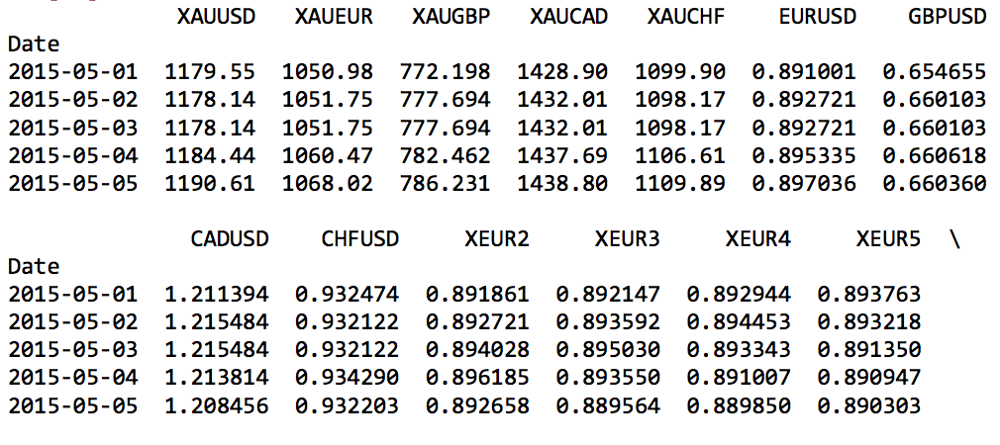 XAUUSD XAUEUR XAUGBP XAUCAD XAUCHF EURUSD GBPUSD
Date
2015-05-01 1179.55 1050.98 772.198 1428.90 1099.90 0.891001 0.654655
2015-05-02 1178.14 1051.75 777.694 1432.01 1098.17 0.892721 0.660103
2015-05-03 1178.14 1051.75 777.694 1432.01 1098.17 0.892721 0.660103
2015-05-04 1184.44 1060.47 782.462 1437.69 1106.61 0.895335 0.660618
2015-05-05 1190.61 1068.02 786.231 1438.80 1109.89 0.897036 0.660360
CADUSD CHFUSD XEUR2 XEUR3 XEUR4 XEUR5 \
Date
2015-05-01 1.211394 0.932474 0.891861 0.892147 0.892944 0.893763
2015-05-02 1.215484 0.932122 0.892721 0.893592 0.894453 0.893218
2015-05-03 1.215484 0.932122 0.894028 0.895030 0.893343 0.891350
2015-05-04 1.213814 0.934290 0.896185 0.893550 0.891007 0.890947
2015-05-05 1.208456 0.932203 0.892658 0.889564 0.889850 0.890303